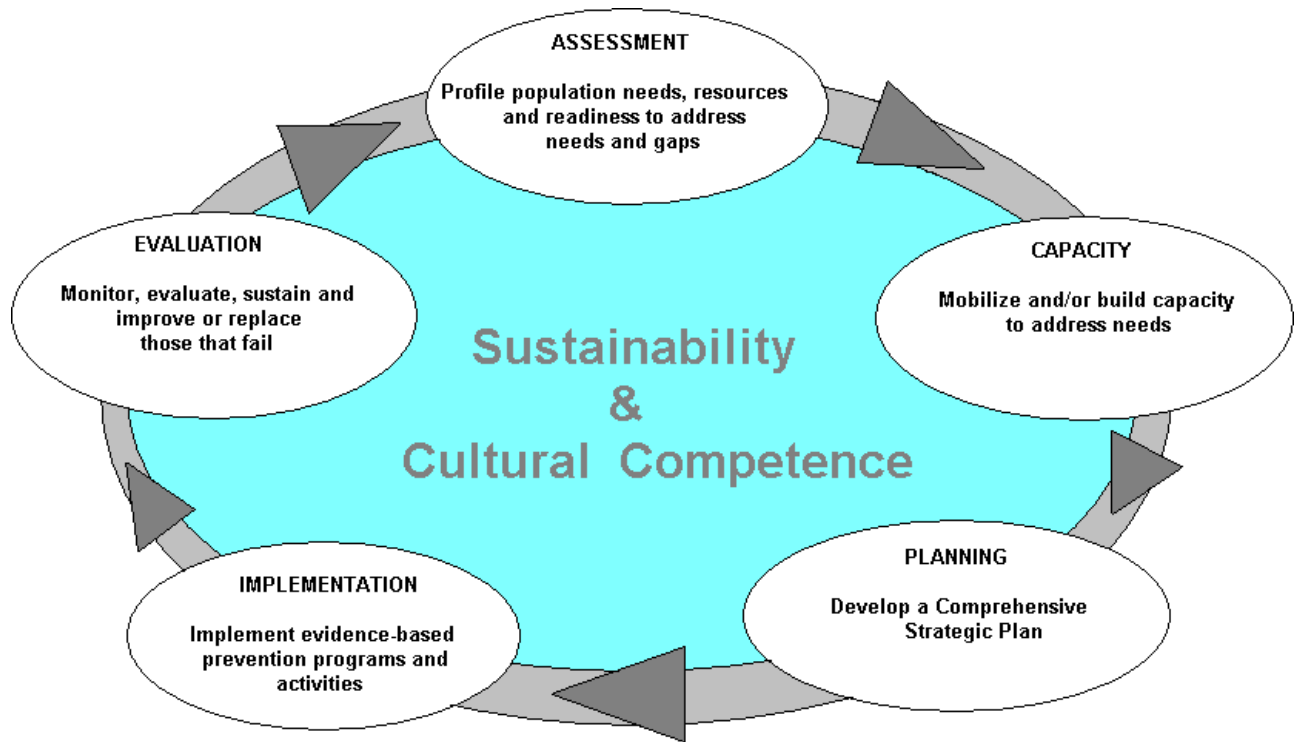 ASSESSMENT
Profile population needs, resources
and readiness to address
needs and gaps
CAPACITY
Mobilize and/or build capacity
to address needs
PLANNING
Develop a Comprehensive
Strategic Plan
IMPLEMENTATION
Implement evidence-based
prevention programs and
activities
EVALUATION
Monitor, evaluate, sustain and
improve or replace
those that fail
Sustainability
&
Cultural Competence